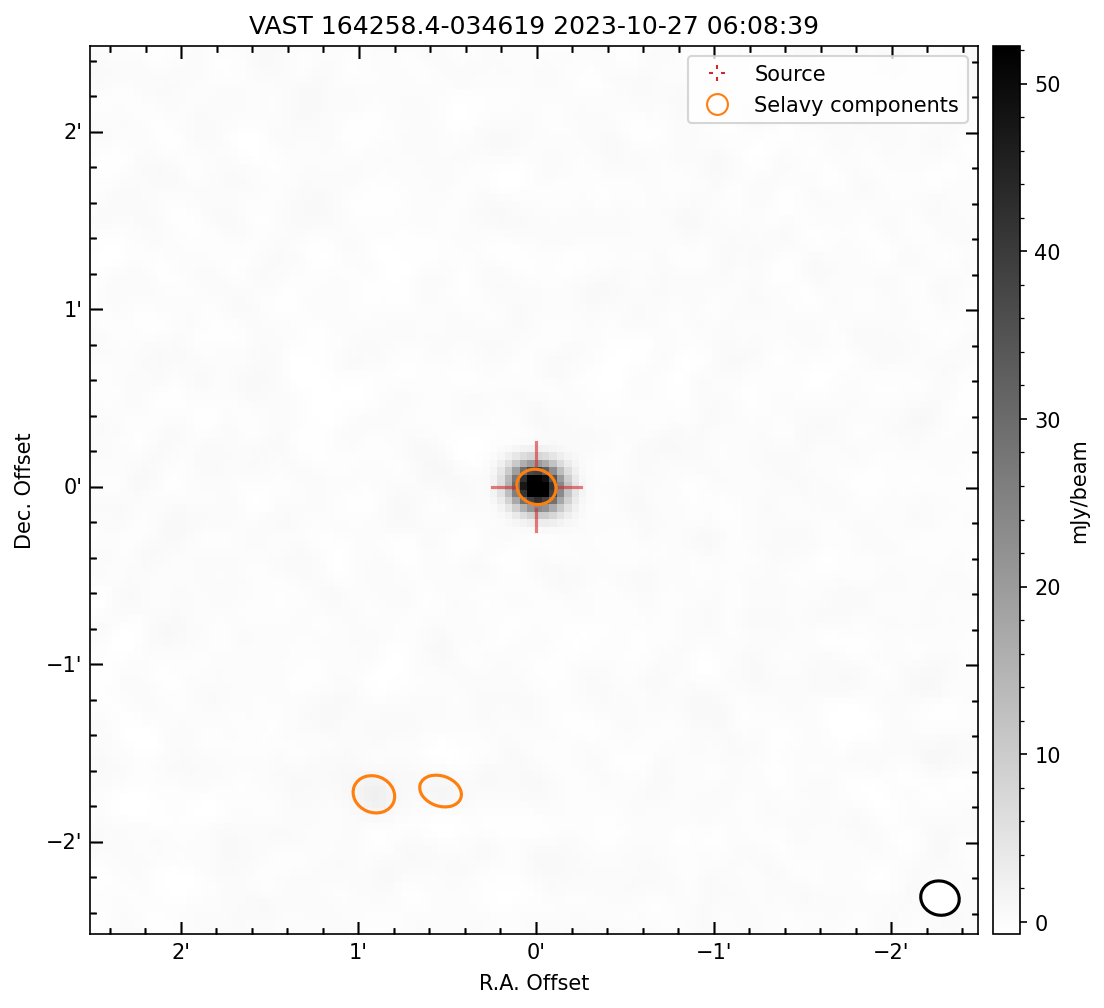 VAST 164258.4-034619 2023-10-27 06:08:39
Source
Selavy components
2'
1'
0'
−1'
−2'
Dec. Offset
2'
1'
0'
−1'
−2'
R.A. Offset
50
40
30
20
10
0
mJy/beam